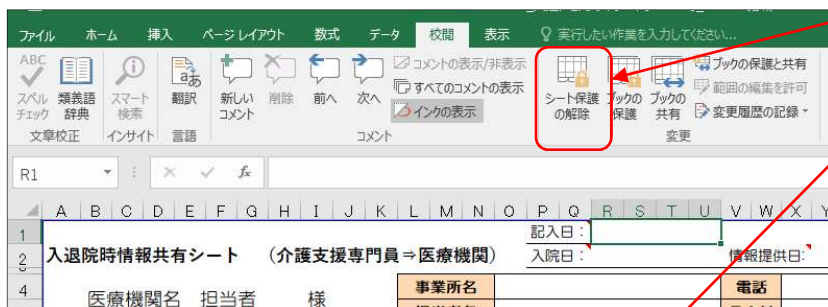 ファイル ホーム 挿入 ページ レイアウト 数式 データ 校閲 表示 実行したい作業を入力してください...
ABC
スペル チェック 類義語 辞典 スマート 検索 翻訳 新しい コメント 削除 前へ 次へ
コメントの表示/非表示
すべてのコメントの表示
インクの表示
シート保護 の解除 ブックの 保護 ブックの 共有
ブックの保護と共有
範囲の編集を許可
変更履歴の記録
文章校正 インサイト 言語 コメント 変更
R1 fx
A B C D E F G H I J K L M N O P Q R S T U V W X Y
1 記入日:
2 入退院時情報共有シート (介護支援専門員⇒医療機関) 入院日: 情報提供日:
4 医療機関名 担当者 様 事業所名 電話